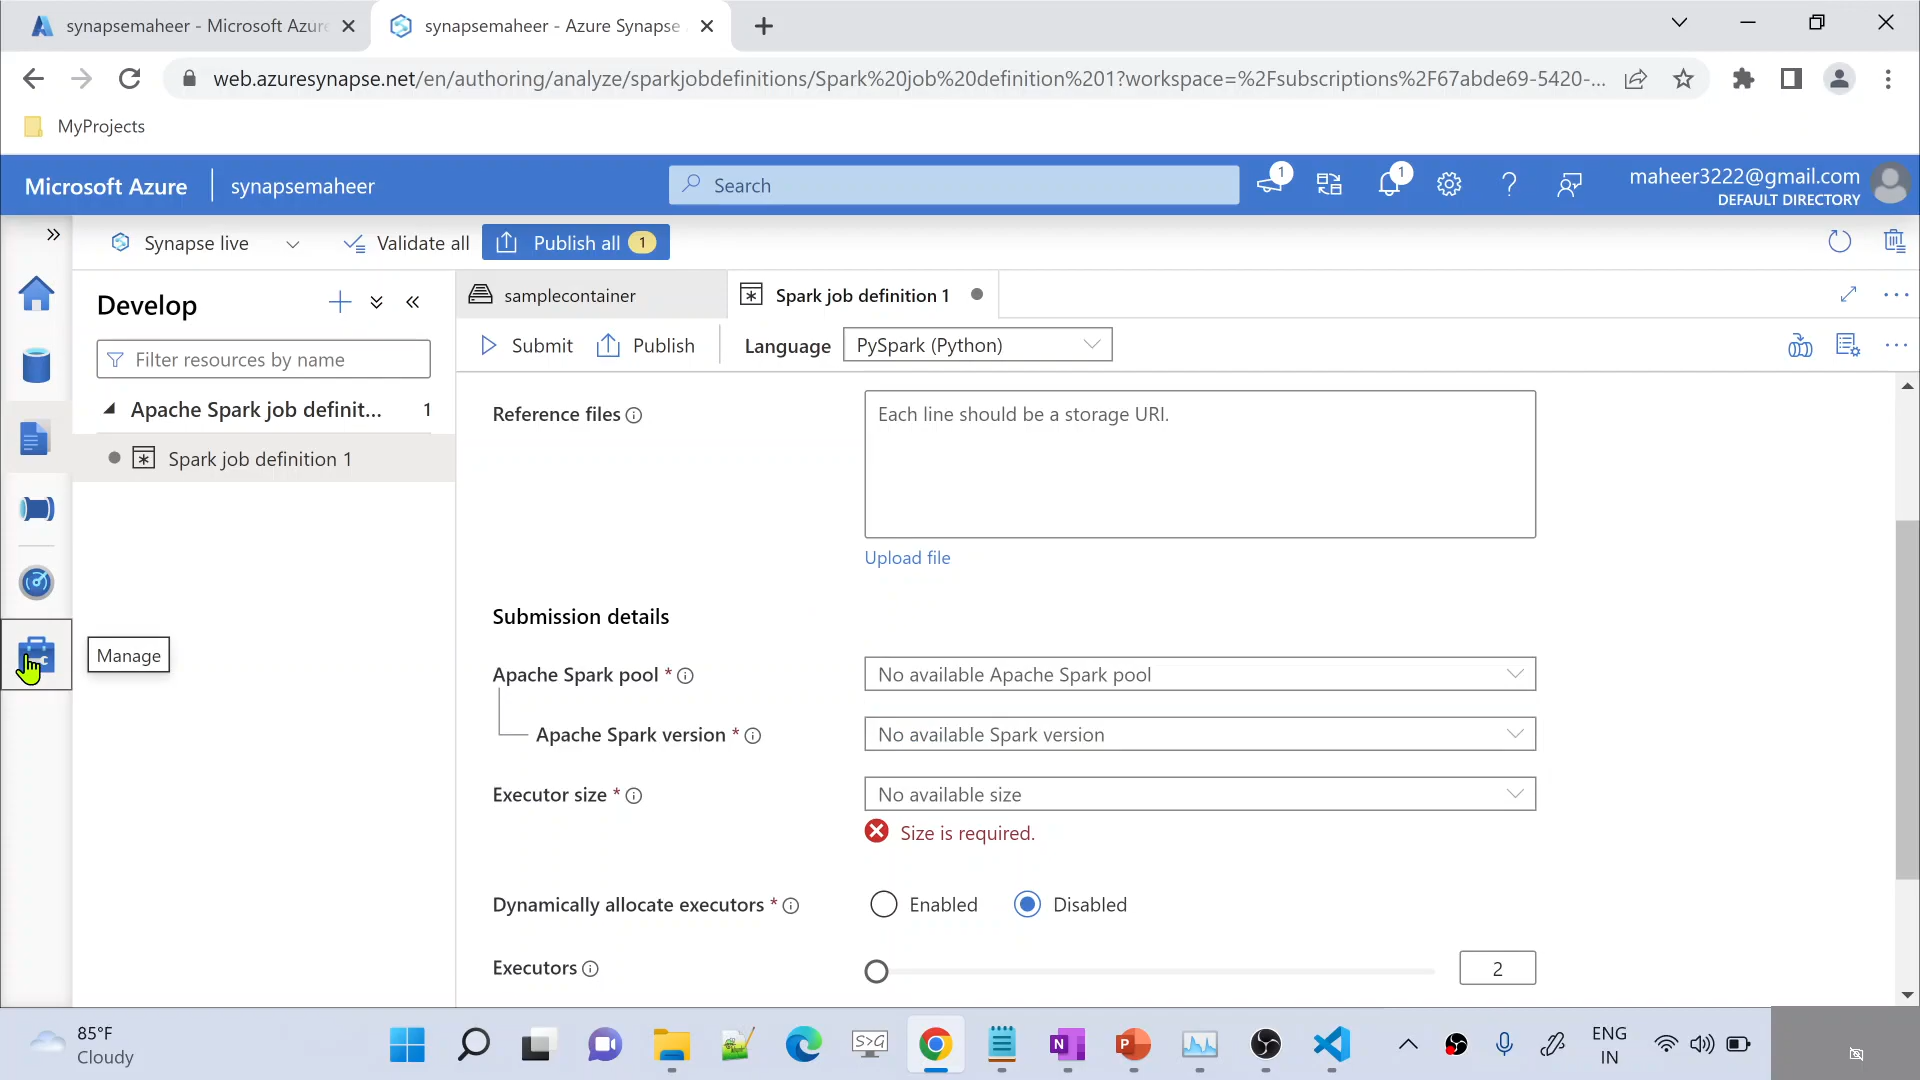 synapsemaheer - Microsoft Azure
synapsemaheer - Azure Synapse
web.azuresynapse.net/en/authoring/analyze/sparkjobdefinitions/Spark%20job%20definition%201?workspace=%2Fsubscriptions%2F67abde69-5420-...
MyProjects
Microsoft Azure
synapsemaheer
Search
1
1
maheer3222@gmail.com
DEFAULT DIRECTORY
Synapse live
Validate all
Publish all 1
Develop
samplecontainer
Spark job definition 1
Filter resources by name
Submit
Publish
Language
PySpark (Python)
Apache Spark job definit... 1
Spark job definition 1
Reference files
Each line should be a storage URI.
Upload file
Submission details
Manage
Apache Spark pool *
No available Apache Spark pool
Apache Spark version *
No available Spark version
Executor size *
No available size
Size is required.
Dynamically allocate executors *
Enabled
Disabled
Executors
2
85°F
Cloudy
S>G
N
P
ENG
IN